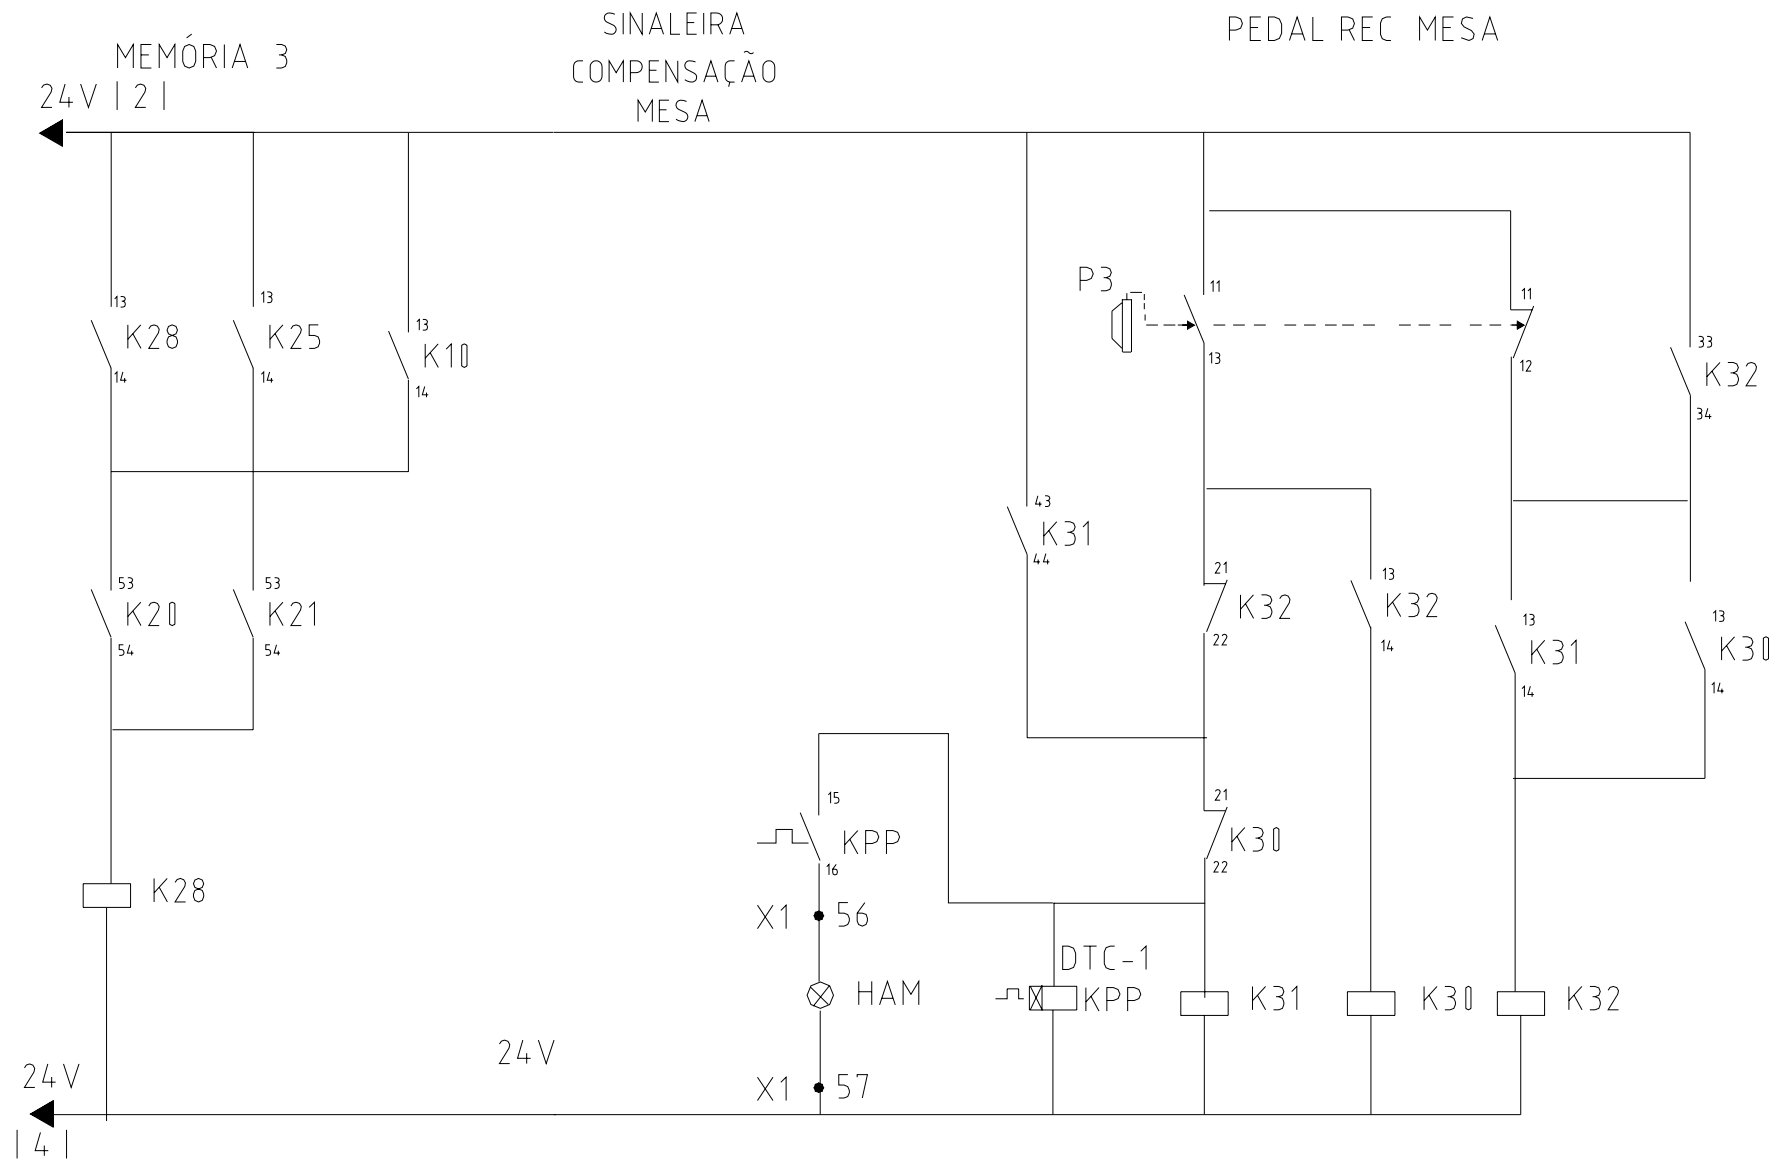 SINALEIRA
COMPENSAÇÃO
MESA
PEDAL REC MESA
MEMÓRIA 3
24V | 2 |
13
K28
14
13
K25
14
13
K10
14
P3
11
13
11
12
33
K32
34
43
K31
44
53
K20
54
53
K21
54
21
K32
22
13
K32
14
13
K31
14
13
K30
14
15
KPP
16
21
K30
22
K28
X1 56
HAM
DTC-1
KPP
K31
K30
K32
24V
X1 57
24V
| 4 |